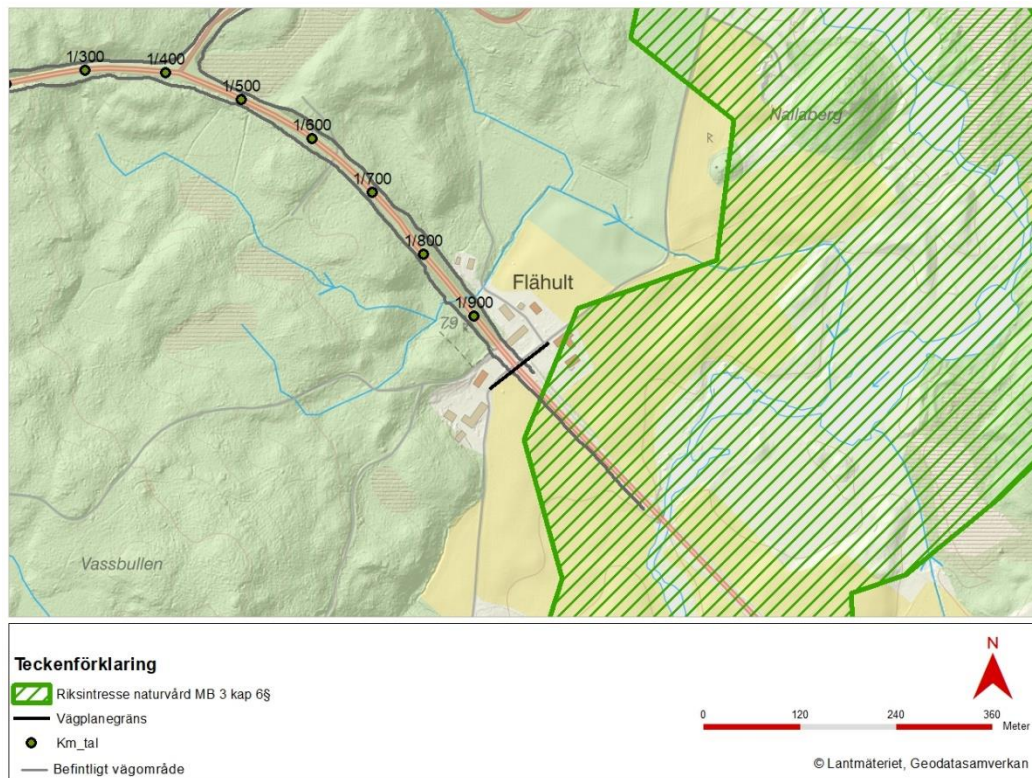 1/300
1/400
1/500
1/600
1/700
1/800
1/900
Nallaberg
R
Flähult
79
R
Vassbullen
Teckenförklaring
Riksintresse naturvård MB 3 kap 6§
Vägplanegräns
Km_tal
Befintligt vägområde
N
0 120 240 360
Meter
© Lantmäteriet, Geodatasamverkan